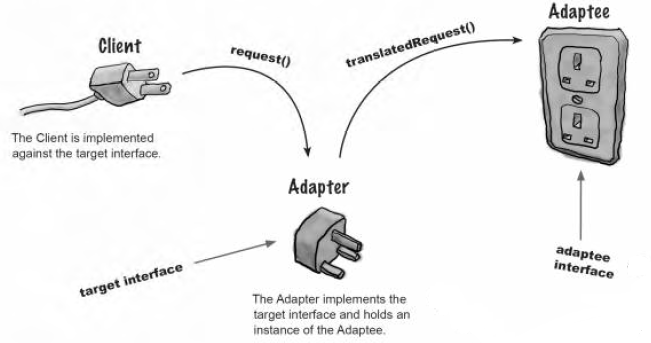 Adaptee
Client
request()
translatedRequest()
The Client is implemented
against the target interface.
Adapter
target interface
adaptee
interface
The Adapter implements the
target interface and holds an
instance of the Adaptee.